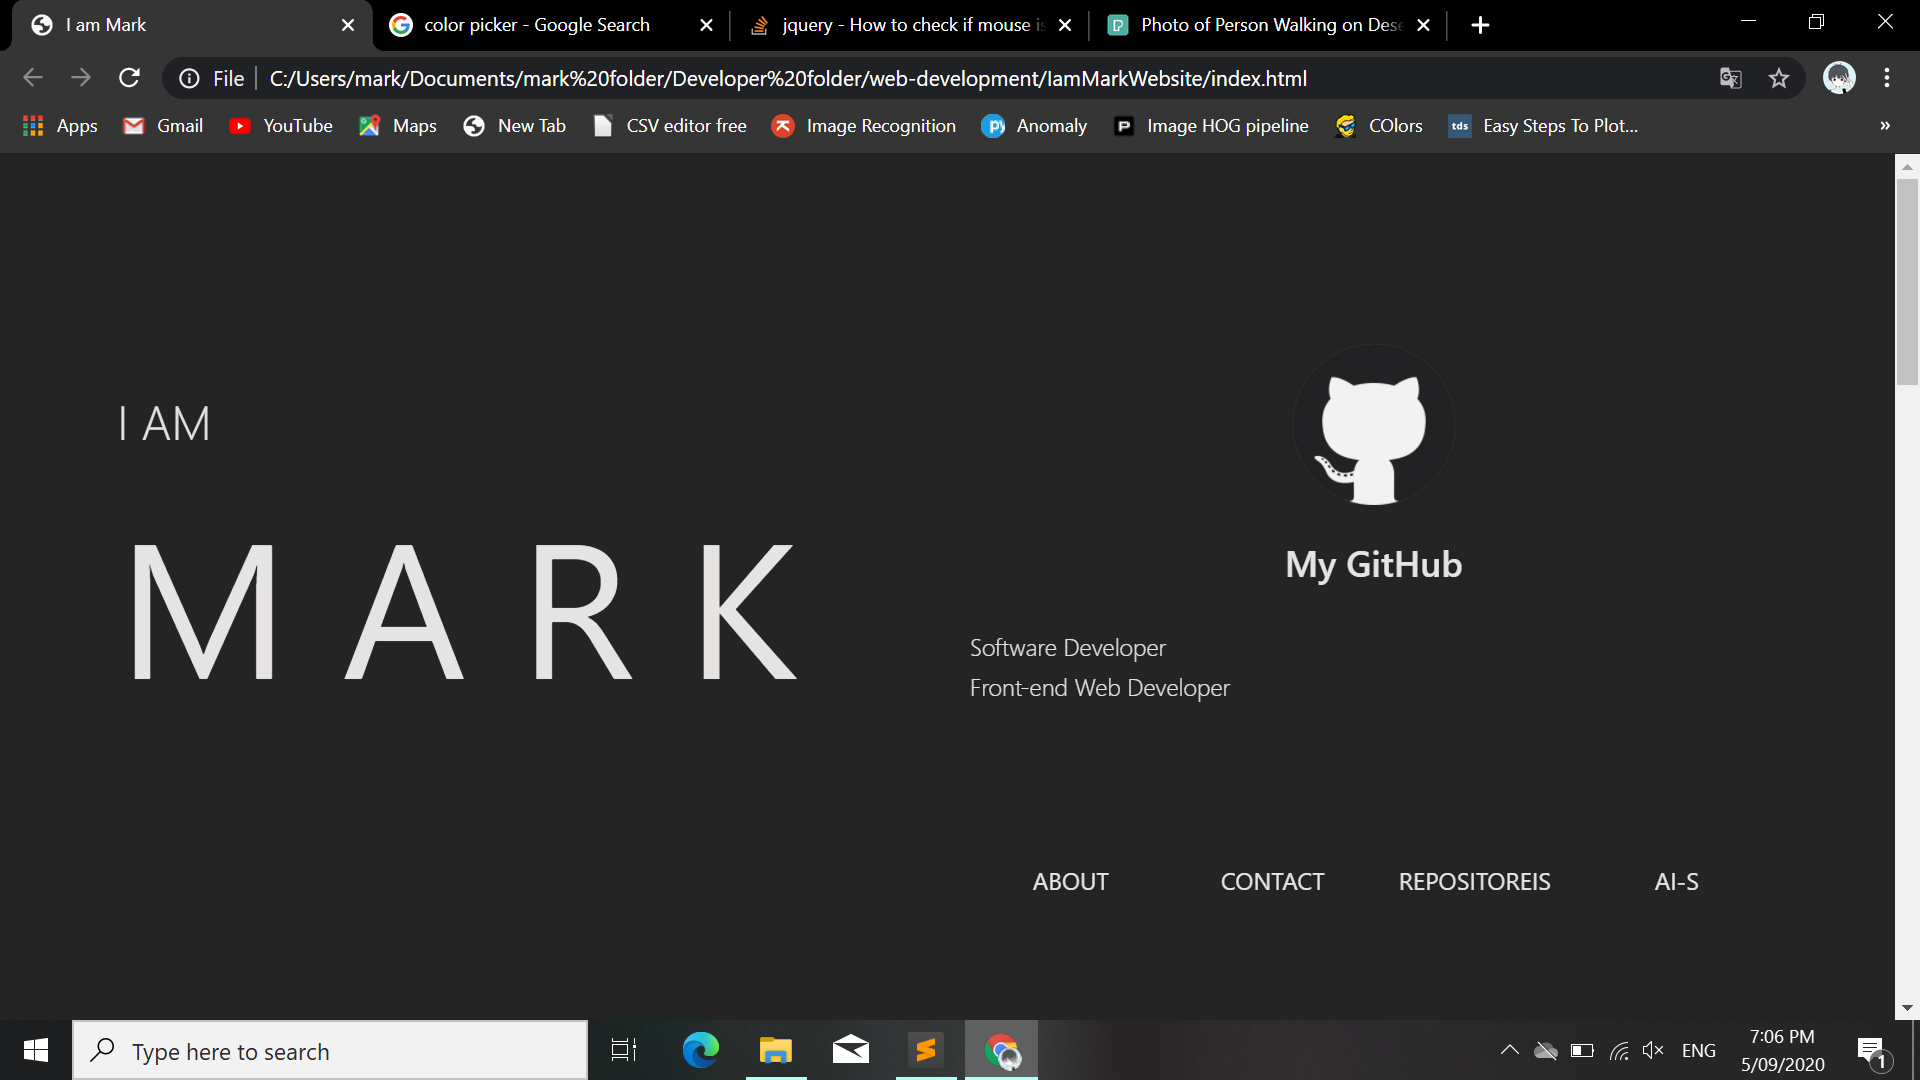 I am Mark
color picker - Google Search
jquery - How to check if mouse is
Photo of Person Walking on Dese
File
C:/Users/mark/Documents/mark%20folder/Developer%20folder/web-development/IamMarkWebsite/index.html
Apps
Gmail
YouTube
Maps
New Tab
CSV editor free
Image Recognition
Anomaly
Image HOG pipeline
COlors
tds
Easy Steps To Plot...
»
I AM
M A R K
My GitHub
Software Developer
Front-end Web Developer
ABOUT
CONTACT
REPOSITOREIS
AI-S
Type here to search
ENG
7:06 PM
5/09/2020
1